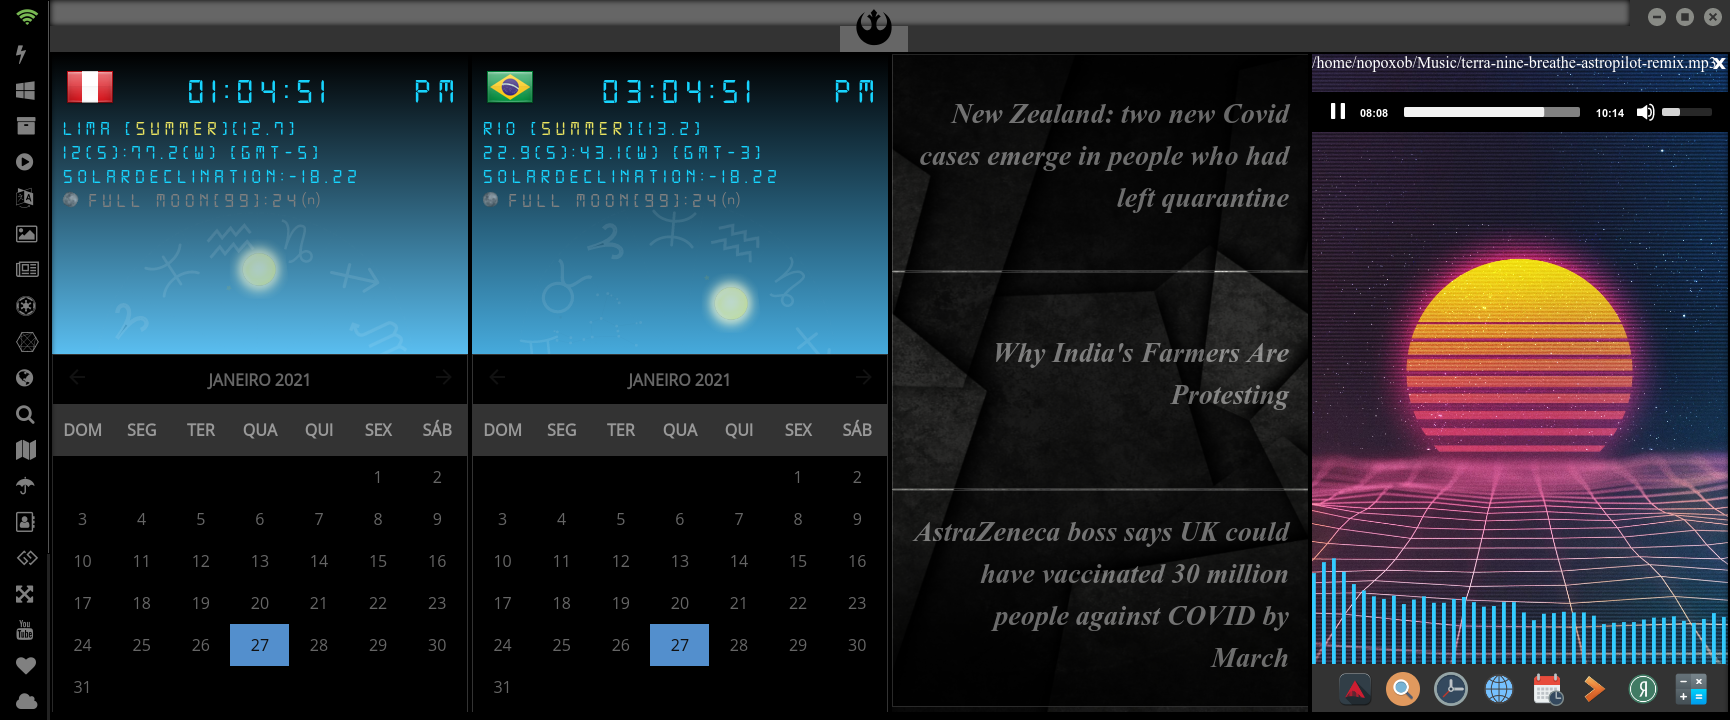 01:04:51 PM
LIMA [SUMMER][12.7]
12(S):77.2(W) [GMT-5]
SOLARDECLINATION:-18.22
FULL MOON[99]:24(n)
JANEIRO 2021
DOM SEG TER QUA QUI SEX SÁB
1 2
3 4 5 6 7 8 9
10 11 12 13 14 15 16
17 18 19 20 21 22 23
24 25 26 27 28 29 30
31
03:04:51 PM
RIO [SUMMER][13.2]
22.9(S):43.1(W) [GMT-3]
SOLARDECLINATION:-18.22
FULL MOON[99]:24(n)
JANEIRO 2021
DOM SEG TER QUA QUI SEX SÁB
1 2
3 4 5 6 7 8 9
10 11 12 13 14 15 16
17 18 19 20 21 22 23
24 25 26 27 28 29 30
31
New Zealand: two new Covid
cases emerge in people who had
left quarantine
Why India's Farmers Are
Protesting
AstraZeneca boss says UK could
have vaccinated 30 million
people against COVID by
March
/home/nopoxob/Music/terra-nine-breathe-astropilot-remix.mp3
08:08 10:14
You
Tube
Я